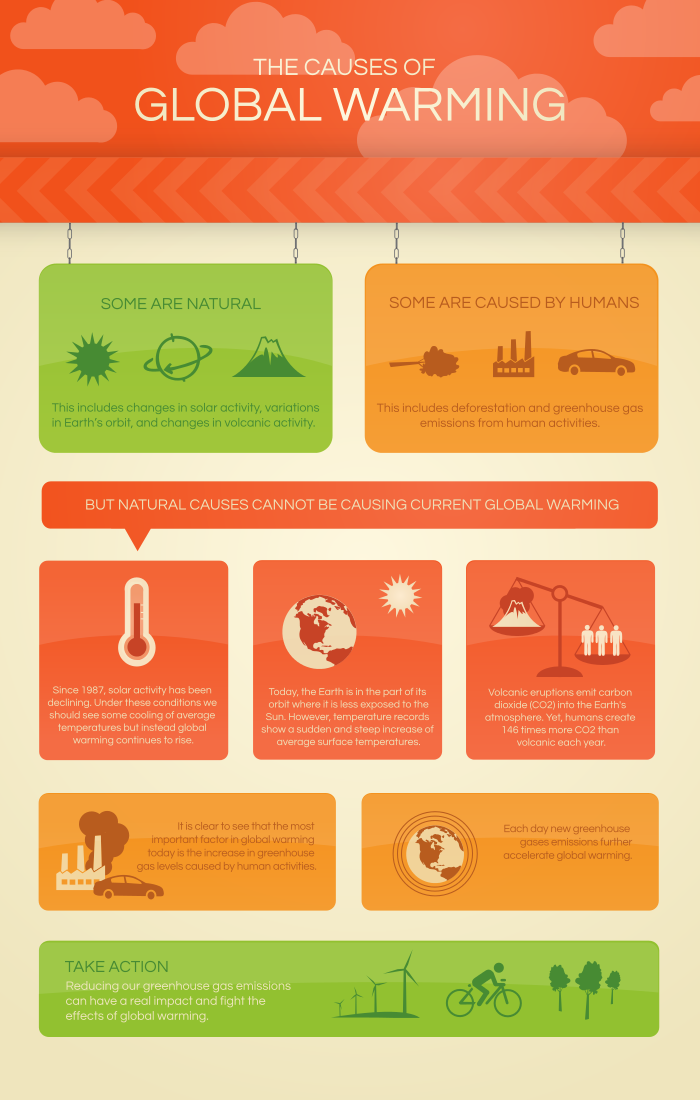 THE CAUSES OF
GLOBAL WARMING
SOME ARE NATURAL
This includes changes in solar activity, variations
in Earth's orbit, and changes in volcanic activity.
SOME ARE CAUSED BY HUMANS
This includes deforestation and greenhouse gas
emissions from human activities.
BUT NATURAL CAUSES CANNOT BE CAUSING CURRENT GLOBAL WARMING
Since 1987, solar activity has been
declining. Under these conditions we
should see some cooling of average
temperatures but instead global
warming continues to rise.
Today, the Earth is in the part of its
orbit where it is less exposed to the
Sun. However, temperature records
show a sudden and steep increase of
average surface temperatures.
Volcanic eruptions emit carbon
dioxide (CO2) into the Earth's
atmosphere. Yet, humans create
146 times more CO2 than
volcanic each year.
It is clear to see that the most
important factor in global warming
today is the increase in greenhouse
gas levels caused by human activities.
Each day new greenhouse
gases emissions further
accelerate global warming.
TAKE ACTION
Reducing our greenhouse gas emissions
can have a real impact and fight the
effects of global warming.